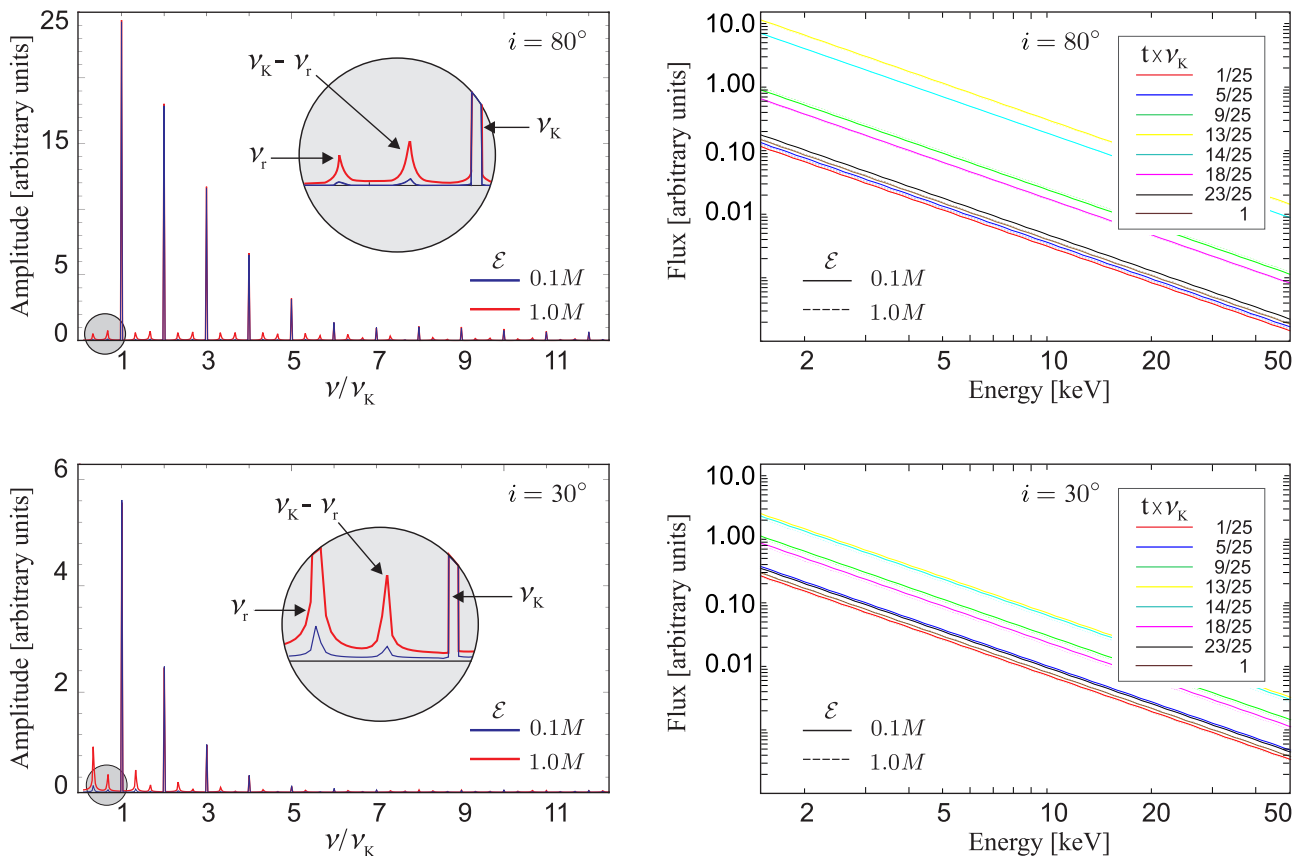 Amplitude [arbitrary units]
25
15
5
0
i = 80°
ν_K − ν_r
ν_r
ν_K
ℰ
0.1M
1.0M
1 3 5 7 9 11
ν/ν_K
Flux [arbitrary units]
10.0
1.00
0.10
0.01
i = 80°
t×ν_K
1/25
5/25
9/25
13/25
14/25
18/25
23/25
1
ℰ
0.1M
1.0M
2 5 10 20 50
Energy [keV]
Amplitude [arbitrary units]
6
4
2
0
i = 30°
ν_K − ν_r
ν_r
ν_K
ℰ
0.1M
1.0M
1 3 5 7 9 11
ν/ν_K
Flux [arbitrary units]
10.0
1.00
0.10
0.01
i = 30°
t×ν_K
1/25
5/25
9/25
13/25
14/25
18/25
23/25
1
ℰ
0.1M
1.0M
2 5 10 20 50
Energy [keV]